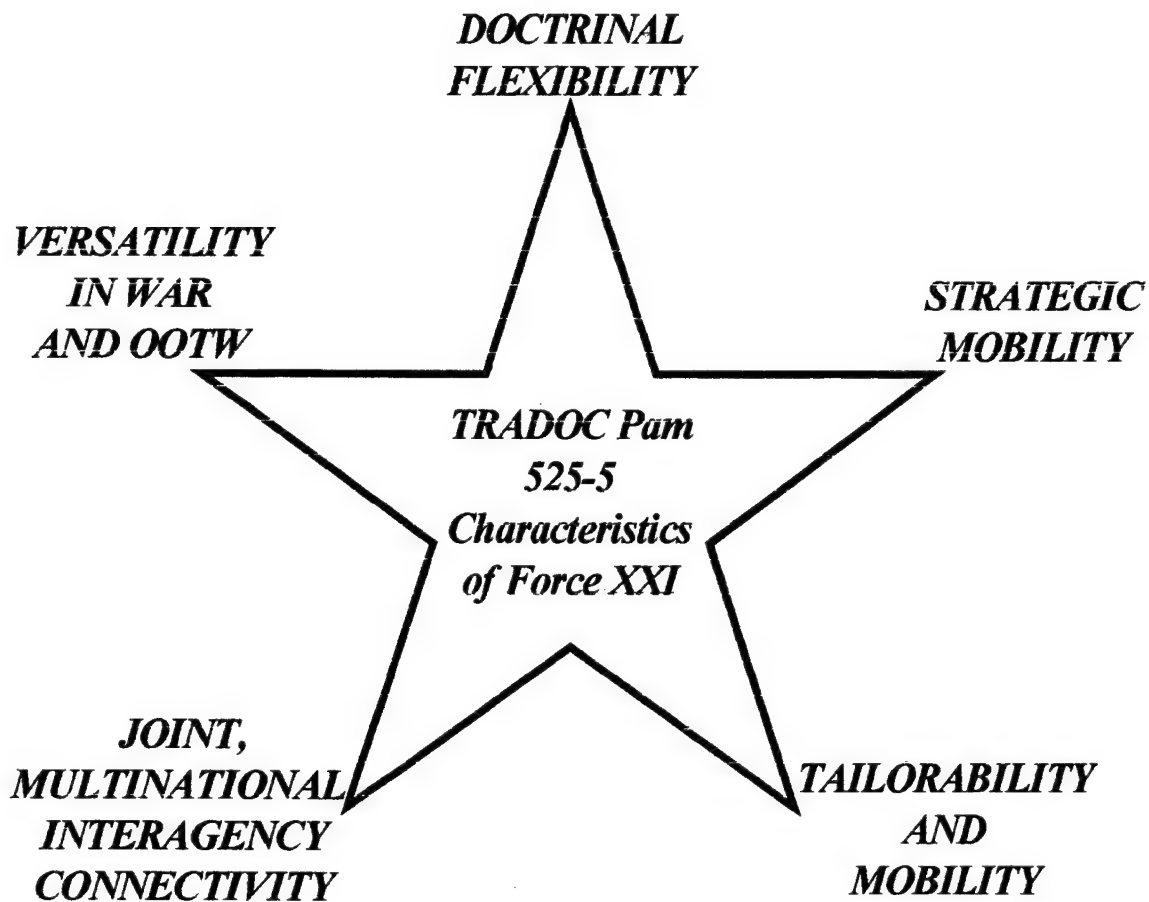 DOCTRINAL
FLEXIBILITY
VERSATILITY
IN WAR
AND OOTW
STRATEGIC
MOBILITY
TRADOC Pam
525-5
Characteristics
of Force XXI
JOINT,
MULTINATIONAL
INTERAGENCY
CONNECTIVITY
TAILORABILITY
AND
MOBILITY